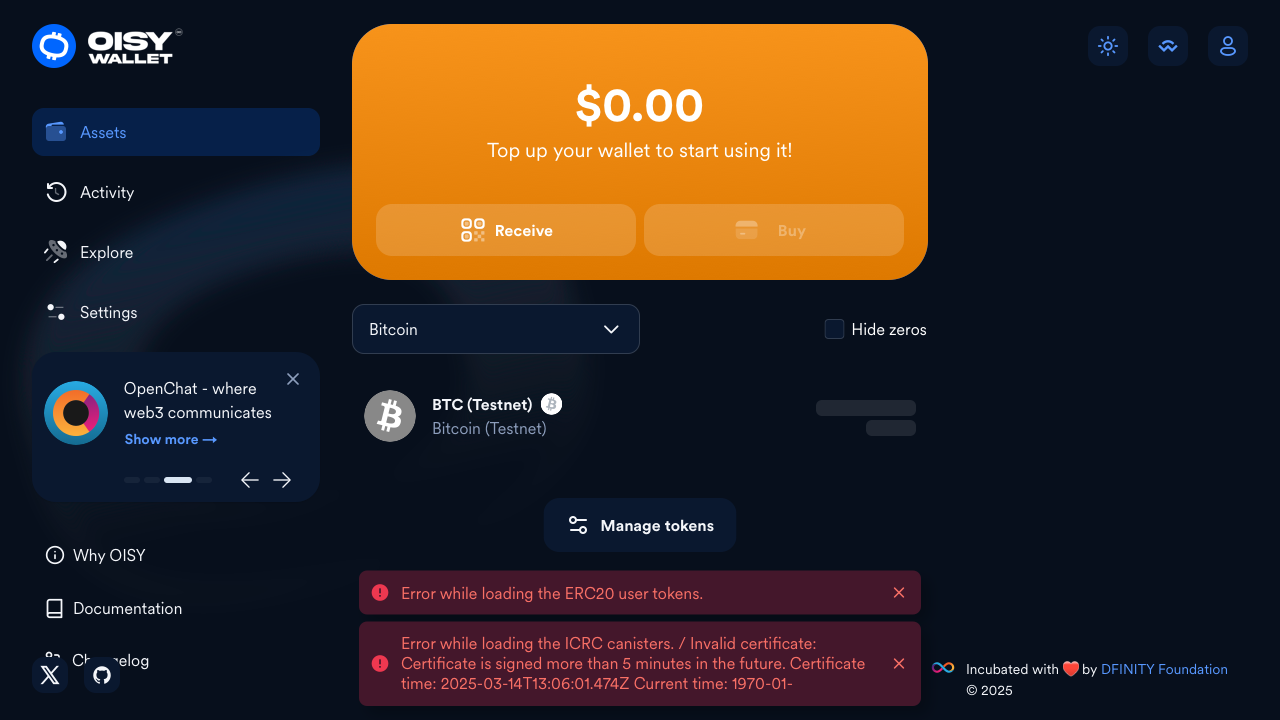 OISY
WALLET
Assets
Activity
Explore
Settings
OpenChat - where
web3 communicates
Show more →
Why OISY
Documentation
$0.00
Top up your wallet to start using it!
Receive
Buy
Bitcoin
Hide zeros
BTC (Testnet)
Bitcoin (Testnet)
Manage tokens
Error while loading the ERC20 user tokens.
Error while loading the ICRC canisters. / Invalid certificate:
Certificate is signed more than 5 minutes in the future. Certificate
time: 2025-03-14T13:06:01.474Z Current time: 1970-01-
Incubated with ❤️ by DFINITY Foundation
© 2025